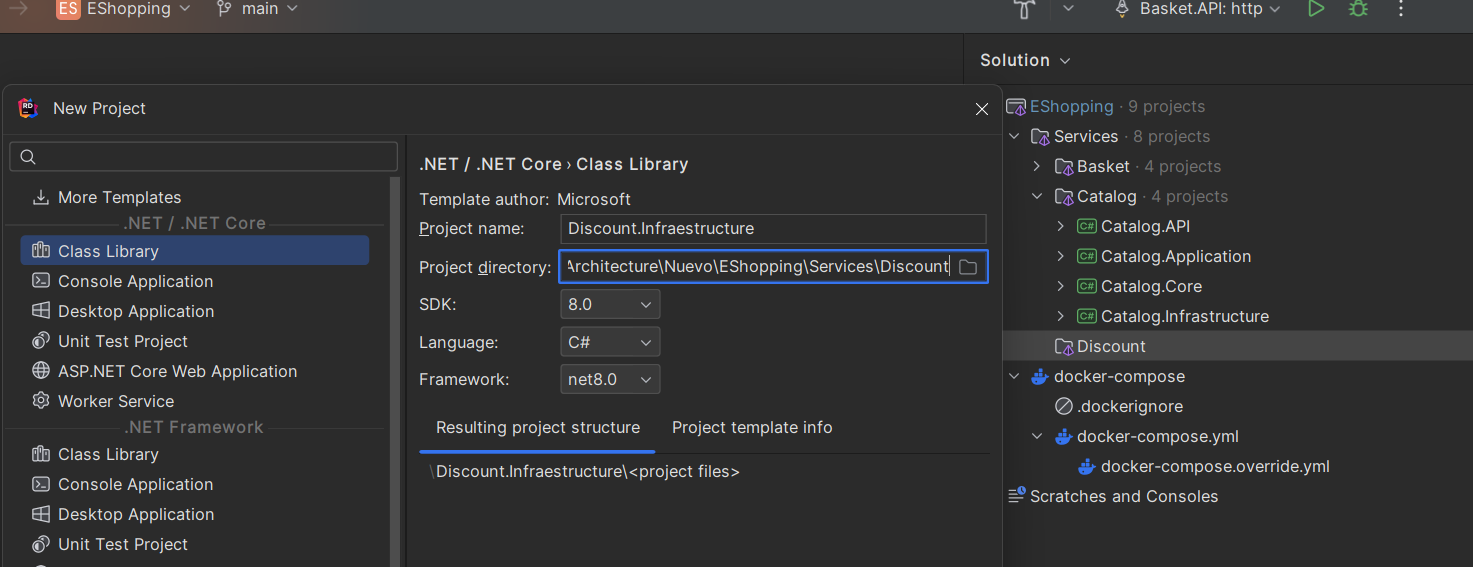 ES EShopping main Basket.API: http
Solution
New Project
.NET / .NET Core › Class Library
More Templates
.NET / .NET Core
Class Library
Console Application
Desktop Application
Unit Test Project
ASP.NET Core Web Application
Worker Service
.NET Framework
Class Library
Console Application
Desktop Application
Unit Test Project
Template author: Microsoft
Project name: Discount.Infraestructure
Project directory: Architecture\Nuevo\EShopping\Services\Discount
SDK: 8.0
Language: C#
Framework: net8.0
Resulting project structure Project template info
\Discount.Infraestructure\<project files>
EShopping · 9 projects
Services · 8 projects
Basket · 4 projects
Catalog · 4 projects
C# Catalog.API
C# Catalog.Application
C# Catalog.Core
C# Catalog.Infrastructure
Discount
docker-compose
.dockerignore
docker-compose.yml
docker-compose.override.yml
Scratches and Consoles